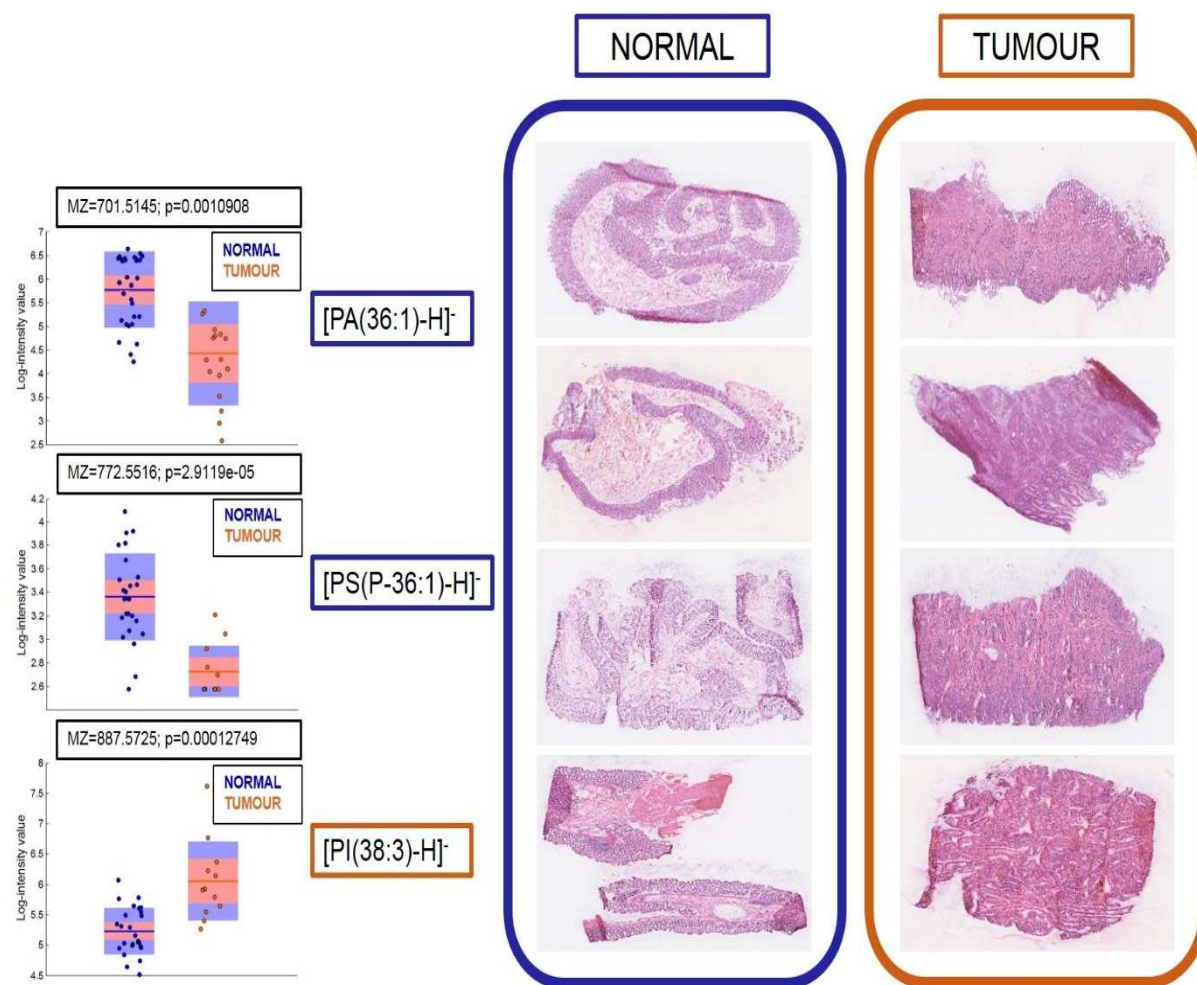 NORMAL
TUMOUR
MZ=701.5145; p=0.0010908
7
6.5
6
5.5
5
4.5
4
3.5
3
2.6
Log-intensity value
NORMAL
TUMOUR
[PA(36:1)-H]-
MZ=772.5516; p=2.9119e-05
4.2
4
3.8
3.6
3.4
3.2
3
2.8
2.6
Log-intensity value
NORMAL
TUMOUR
[PS(P-36:1)-H]-
MZ=887.5725; p=0.00012749
8
7.5
7
6.5
6
5.5
5
4.5
Log-intensity value
NORMAL
TUMOUR
[PI(38:3)-H]-